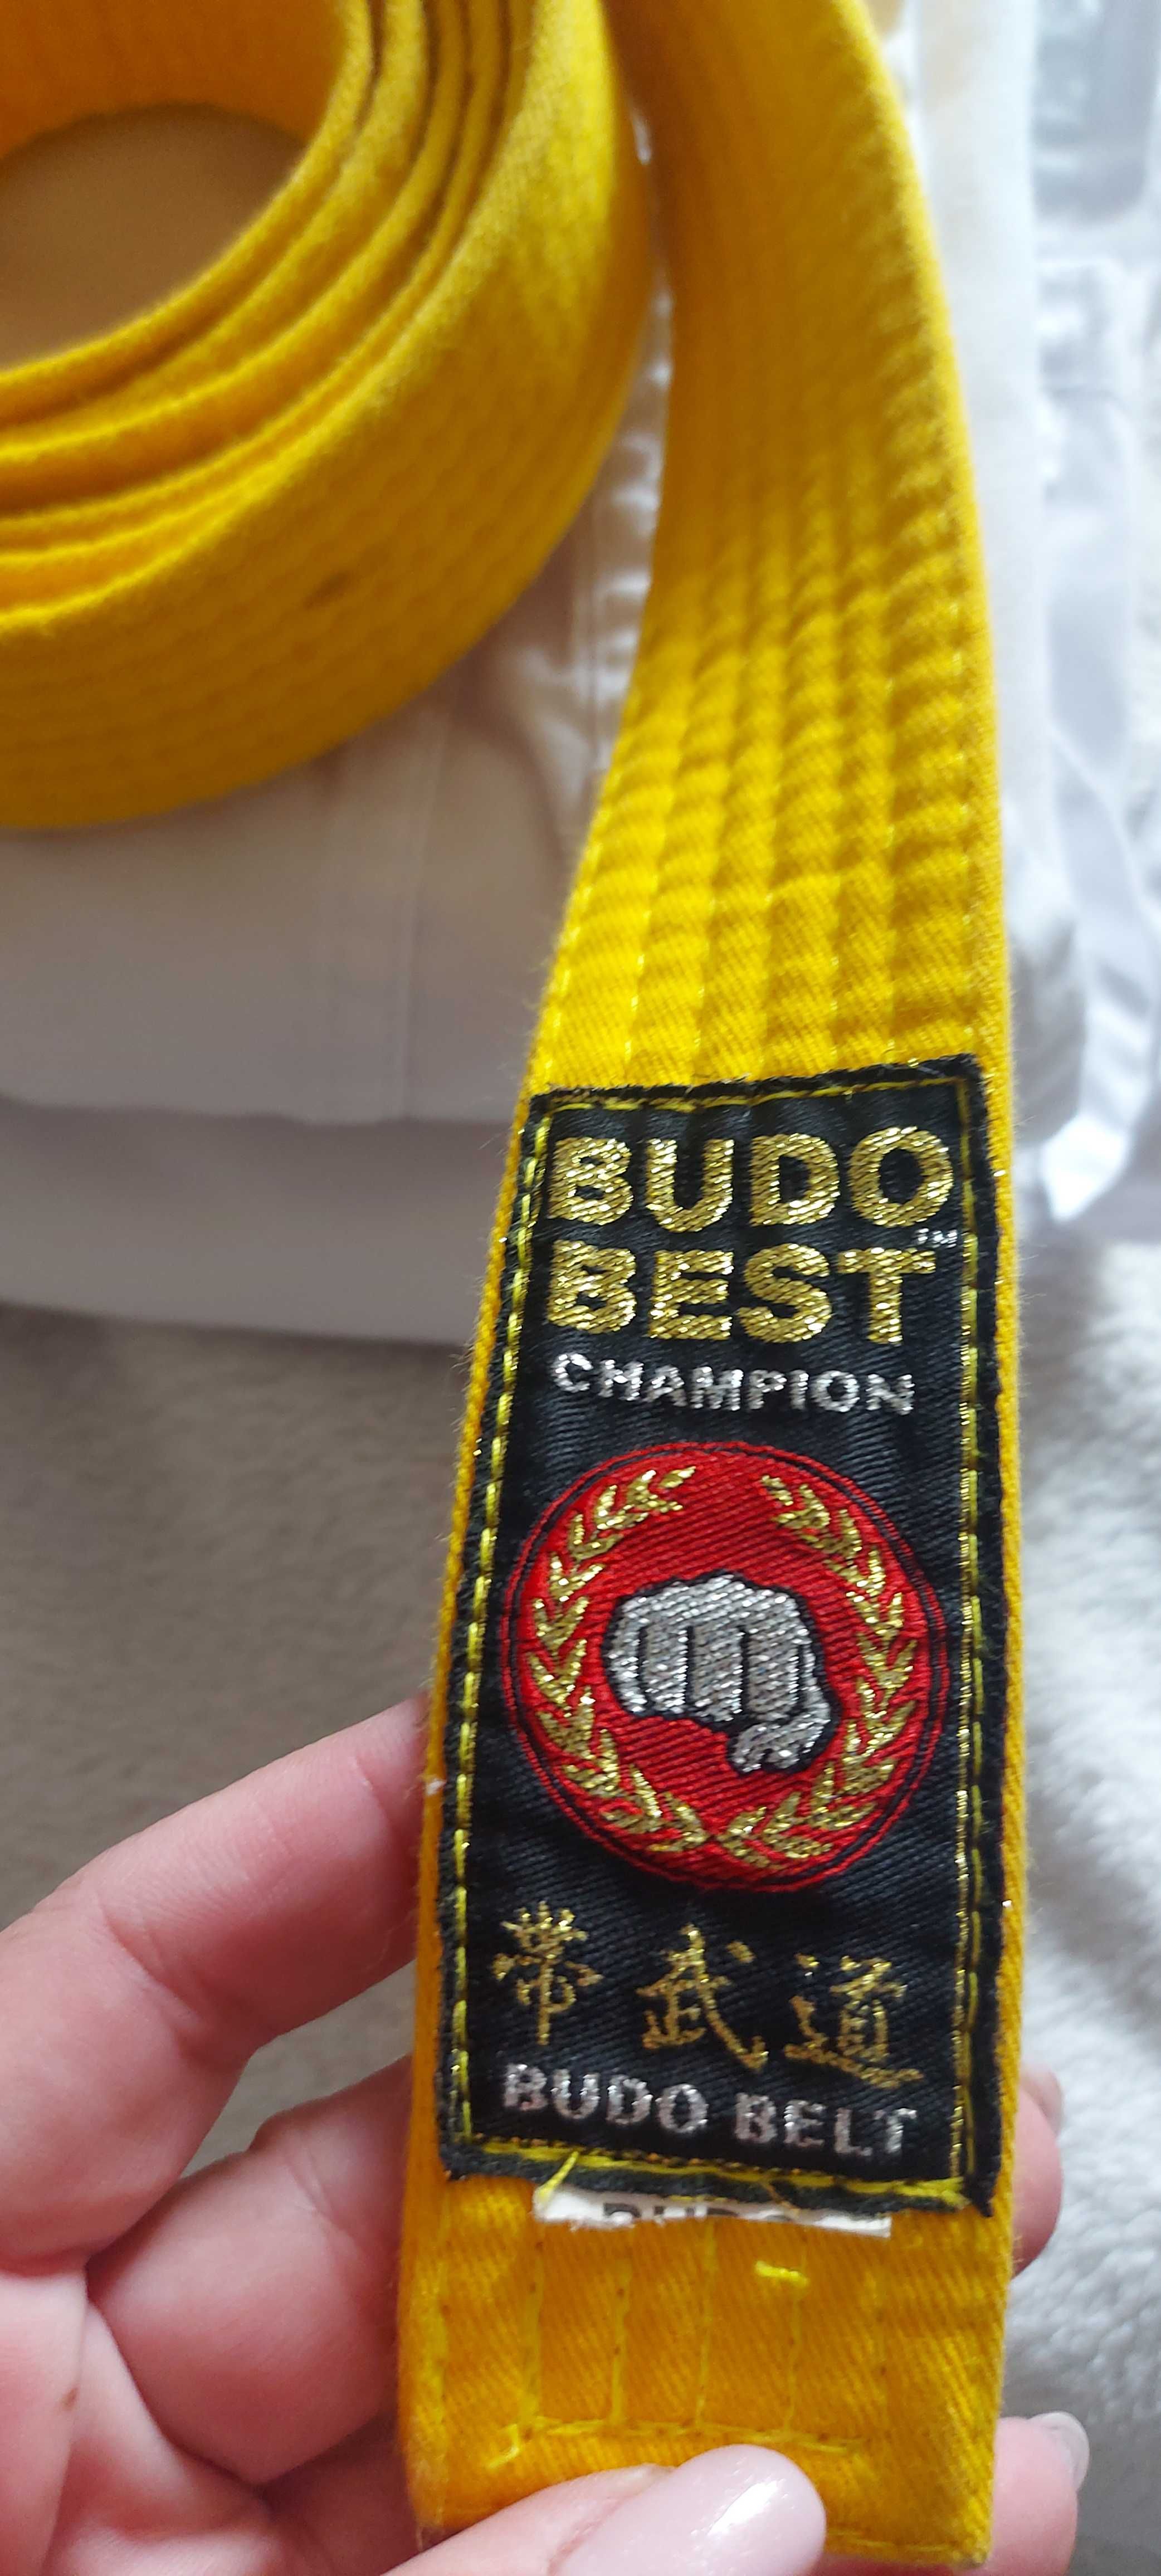 BUDO
BEST™
CHAMPION
帯武道
BUDO BELT